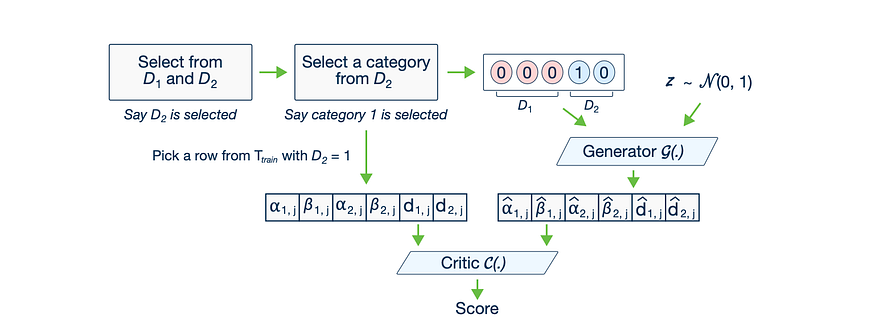 Select from
D₁ and D₂
Say D₂ is selected
Select a category
from D₂
Say category 1 is selected
0 0 0 1 0
D₁ D₂
z ~ 𝒩(0, 1)
Pick a row from T_train with D₂ = 1
Generator 𝒢(.)
α₁,ⱼ β₁,ⱼ α₂,ⱼ β₂,ⱼ d₁,ⱼ d₂,ⱼ
α̂₁,ⱼ β̂₁,ⱼ α̂₂,ⱼ β̂₂,ⱼ d̂₁,ⱼ d̂₂,ⱼ
Critic 𝒞(.)
Score